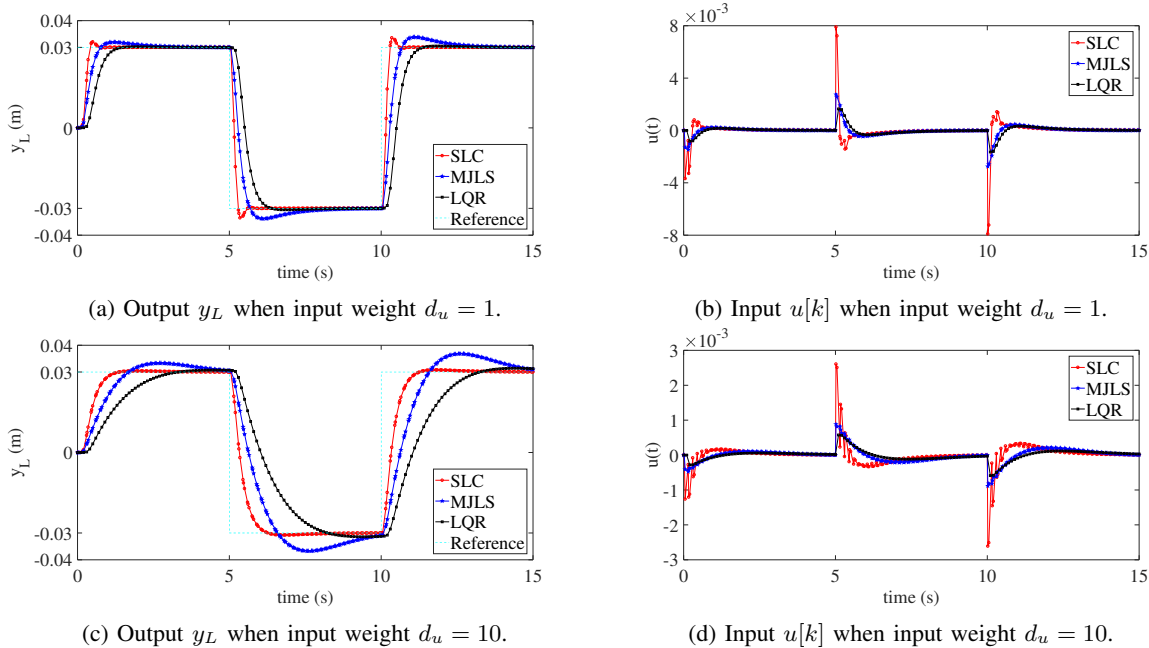 0.04
0.03
0
-0.03
-0.04
y_L (m)
SLC
MJLS
LQR
Reference
0 5 10 15
time (s)
(a) Output y_L when input weight d_u = 1.
×10^-3
8
4
0
-4
-8
u(t)
SLC
MJLS
LQR
0 5 10 15
time (s)
(b) Input u[k] when input weight d_u = 1.
0.04
0.03
0
-0.03
-0.04
y_L (m)
SLC
MJLS
LQR
Reference
0 5 10 15
time (s)
(c) Output y_L when input weight d_u = 10.
×10^-3
3
2
1
0
-1
-2
-3
u(t)
SLC
MJLS
LQR
0 5 10 15
time (s)
(d) Input u[k] when input weight d_u = 10.